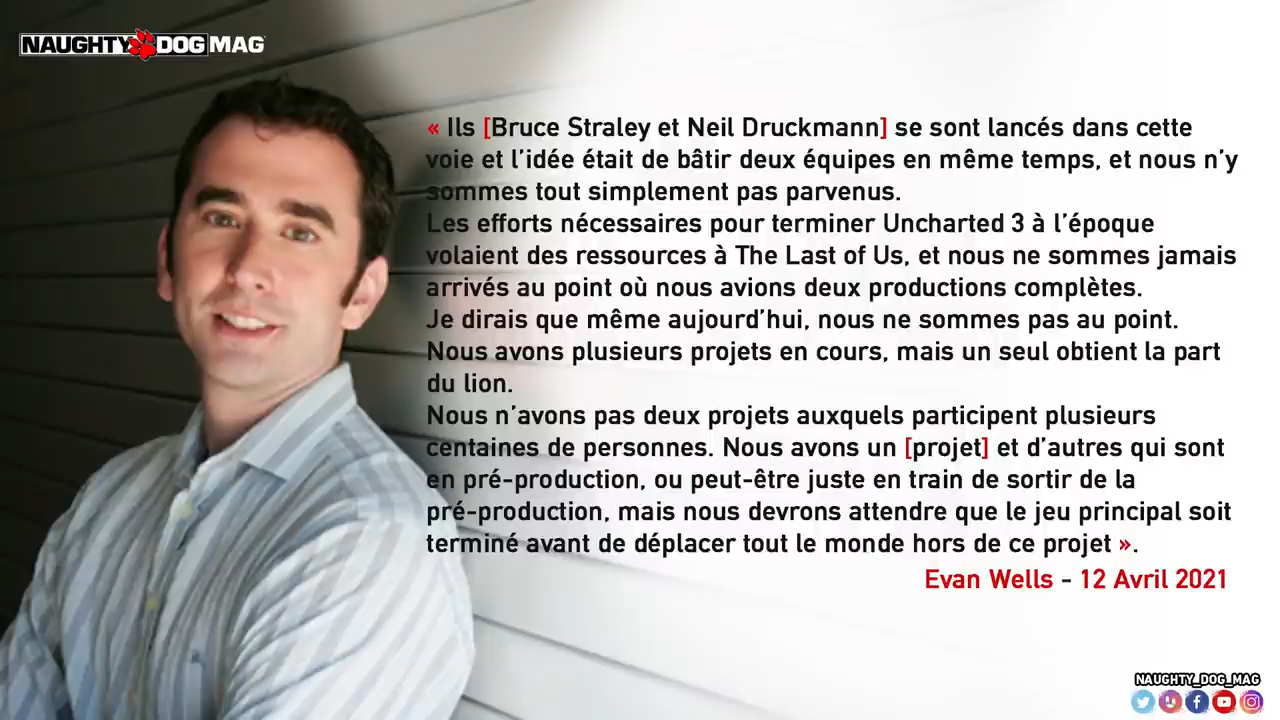 NAUGHTY DOG MAG
« Ils [Bruce Straley et Neil Druckmann] se sont lancés dans cette
voie et l'idée était de bâtir deux équipes en même temps, et nous n'y
sommes tout simplement pas parvenus.
Les efforts nécessaires pour terminer Uncharted 3 à l'époque
volaient des ressources à The Last of Us, et nous ne sommes jamais
arrivés au point où nous avions deux productions complètes.
Je dirais que même aujourd'hui, nous ne sommes pas au point.
Nous avons plusieurs projets en cours, mais un seul obtient la part
du lion.
Nous n'avons pas deux projets auxquels participent plusieurs
centaines de personnes. Nous avons un [projet] et d'autres qui sont
en pré-production, ou peut-être juste en train de sortir de la
pré-production, mais nous devrons attendre que le jeu principal soit
terminé avant de déplacer tout le monde hors de ce projet ».
Evan Wells - 12 Avril 2021
NAUGHTY_DOG_MAG